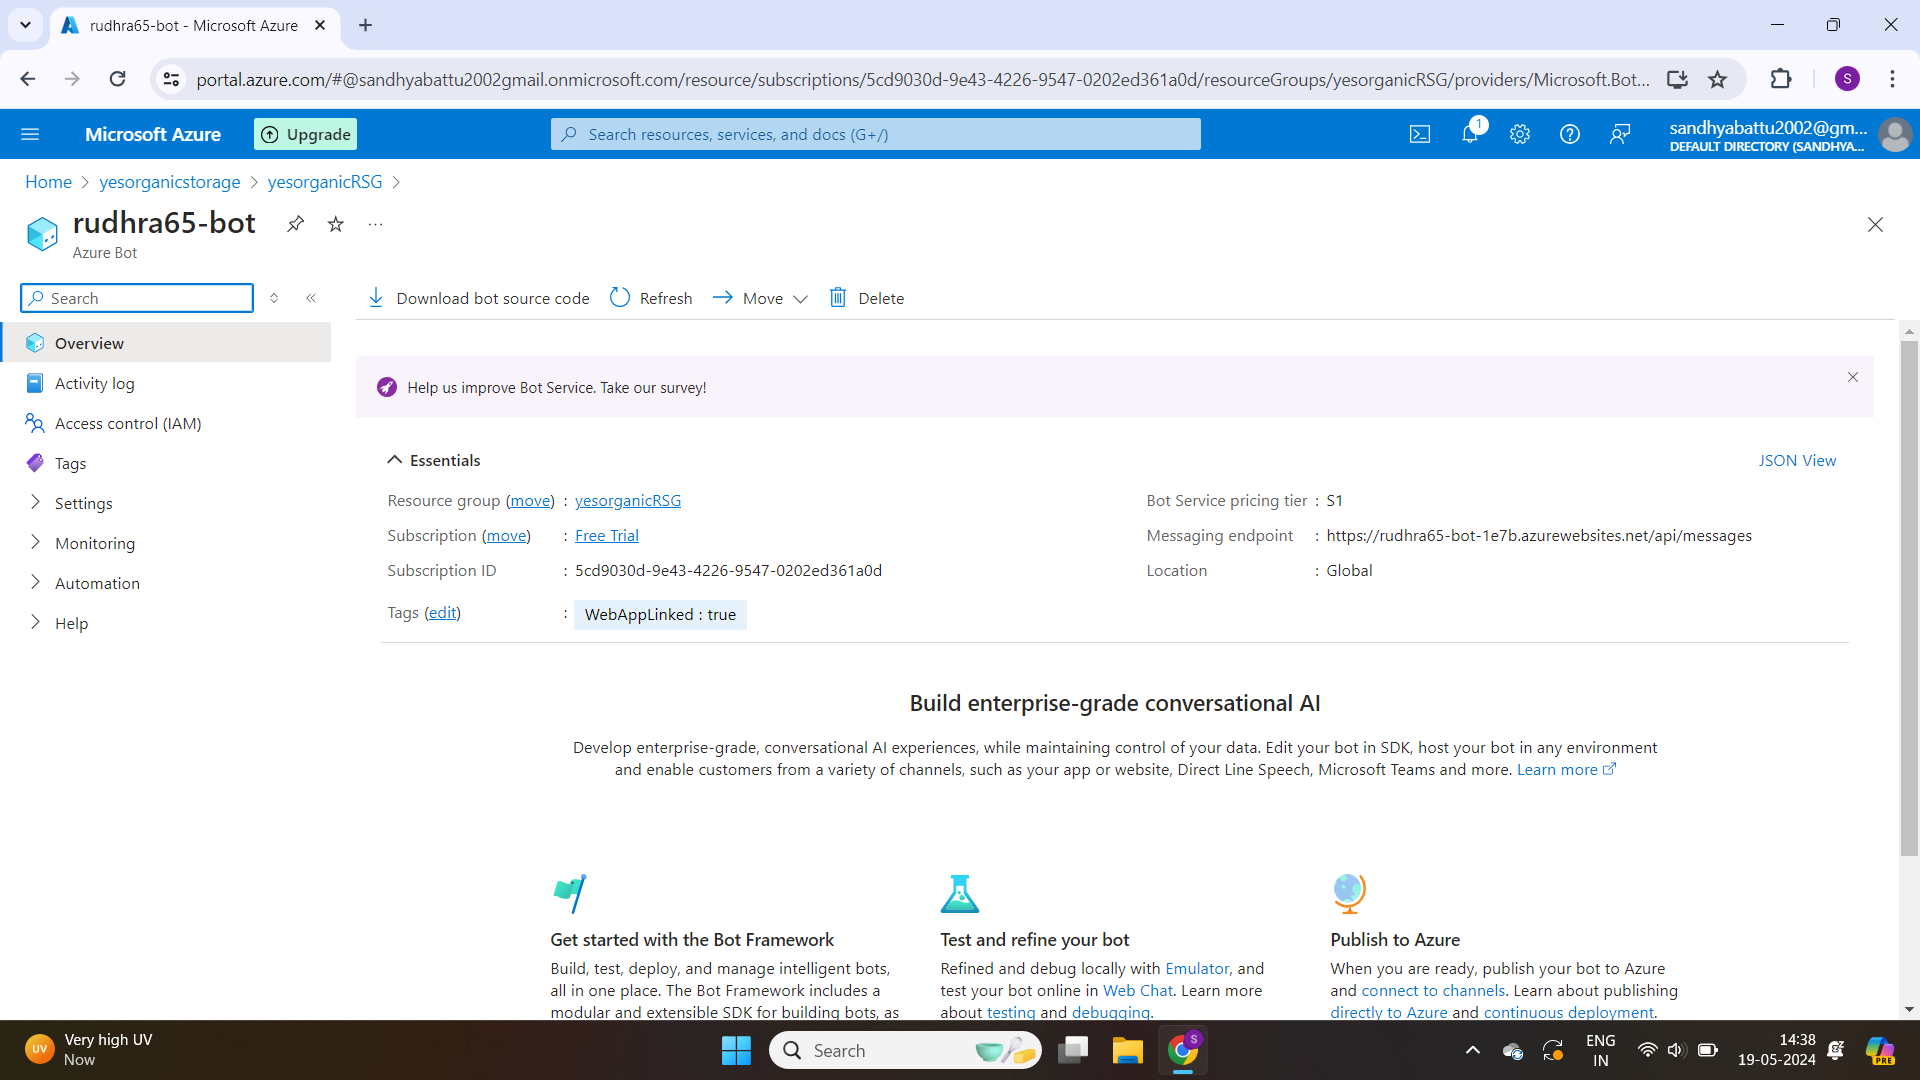 rudhra65-bot - Microsoft Azure
portal.azure.com/#@sandhyabattu2002gmail.onmicrosoft.com/resource/subscriptions/5cd9030d-9e43-4226-9547-0202ed361a0d/resourceGroups/yesorganicRSG/providers/Microsoft.Bot...
S
Microsoft Azure
Upgrade
Search resources, services, and docs (G+/)
1
sandhyabattu2002@gm...
DEFAULT DIRECTORY (SANDHYA...
Home > yesorganicstorage > yesorganicRSG >
rudhra65-bot
Azure Bot
Search
Download bot source code
Refresh
Move
Delete
Overview
Activity log
Access control (IAM)
Tags
Settings
Monitoring
Automation
Help
Help us improve Bot Service. Take our survey!
Essentials
JSON View
Resource group (move) : yesorganicRSG
Subscription (move) : Free Trial
Subscription ID : 5cd9030d-9e43-4226-9547-0202ed361a0d
Tags (edit) : WebAppLinked : true
Bot Service pricing tier : S1
Messaging endpoint : https://rudhra65-bot-1e7b.azurewebsites.net/api/messages
Location : Global
Build enterprise-grade conversational AI
Develop enterprise-grade, conversational AI experiences, while maintaining control of your data. Edit your bot in SDK, host your bot in any environment
and enable customers from a variety of channels, such as your app or website, Direct Line Speech, Microsoft Teams and more. Learn more
Get started with the Bot Framework
Build, test, deploy, and manage intelligent bots,
all in one place. The Bot Framework includes a
modular and extensible SDK for building bots, as
Test and refine your bot
Refined and debug locally with Emulator, and
test your bot online in Web Chat. Learn more
about testing and debugging.
Publish to Azure
When you are ready, publish your bot to Azure
and connect to channels. Learn about publishing
directly to Azure and continuous deployment.
UV
Very high UV
Now
Search
S
ENG
IN
14:38
19-05-2024
PRE